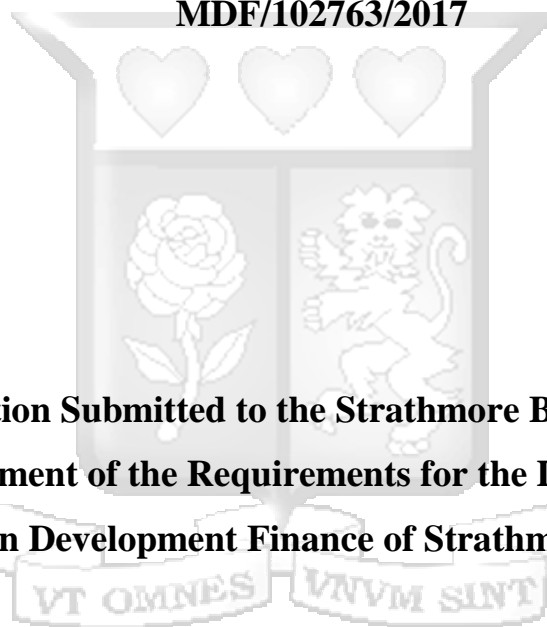 MDF/102763/2017
tion Submitted to the Strathmore B
ment of the Requirements for the
n Development Finance of Strathm
VT OMNES VNVM SINT